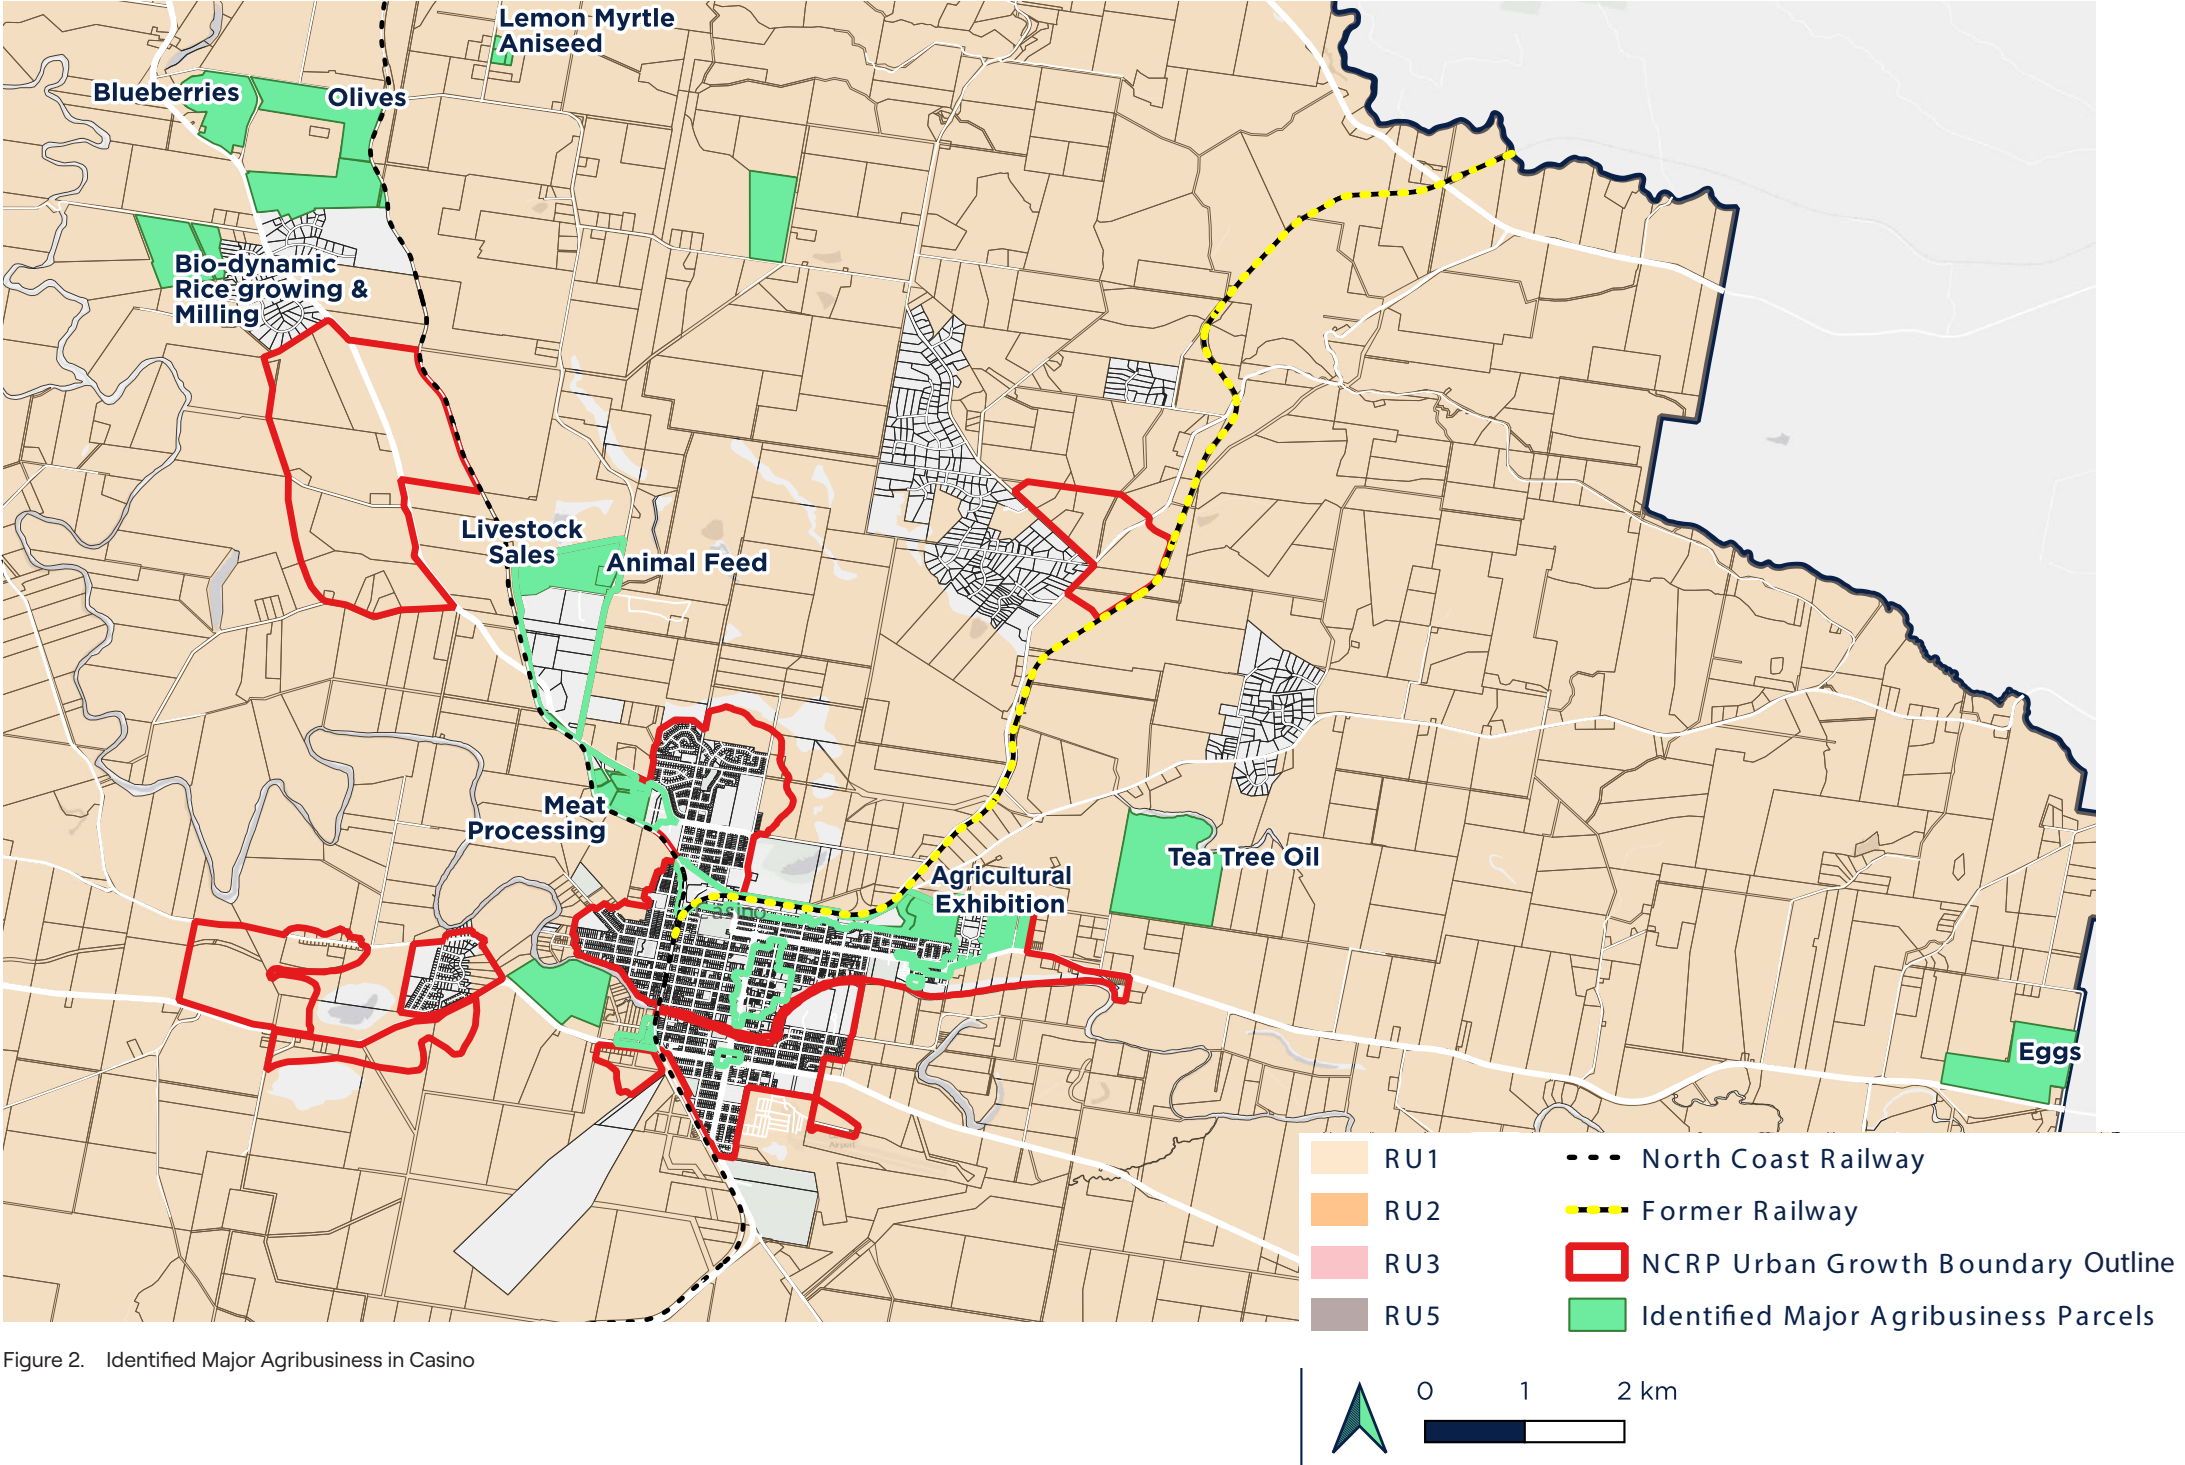 Lemon Myrtle
Aniseed
Blueberries
Olives
Bio-dynamic
Rice growing &
Milling
Livestock
Sales
Animal Feed
Meat
Processing
Tea Tree Oil
Agricultural
Exhibition
Casino
Eggs
Airport
RU1
RU2
RU3
RU5
North Coast Railway
Former Railway
NCRP Urban Growth Boundary Outline
Identified Major Agribusiness Parcels
Figure 2. Identified Major Agribusiness in Casino
0 1 2 km